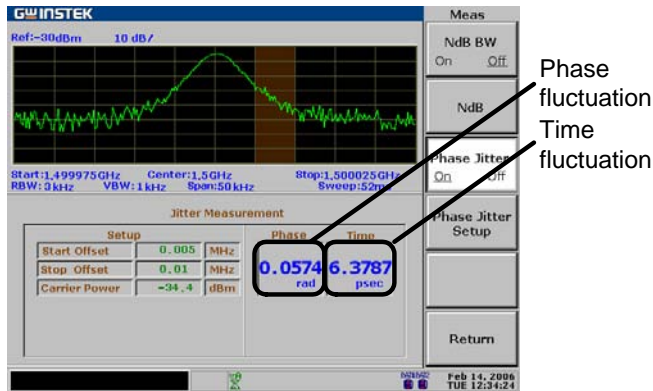 GWINSTEK
Ref:-30dBm 10 dB/
Start:1.499975GHz Center:1.5GHz Stop:1.500025GHz
RBW: 3kHz VBW: 1kHz Span:50kHz Sweep:52ms
Jitter Measurement
Setup
Start Offset 0.005 MHz
Stop Offset 0.01 MHz
Carrier Power -34.4 dBm
Phase Time
0.0574 6.3787
rad psec
Meas
NdB BW
On Off
NdB
Phase Jitter
On Off
Phase Jitter
Setup
Return
Feb 14, 2006
TUE 12:34:24
Phase
fluctuation
Time
fluctuation